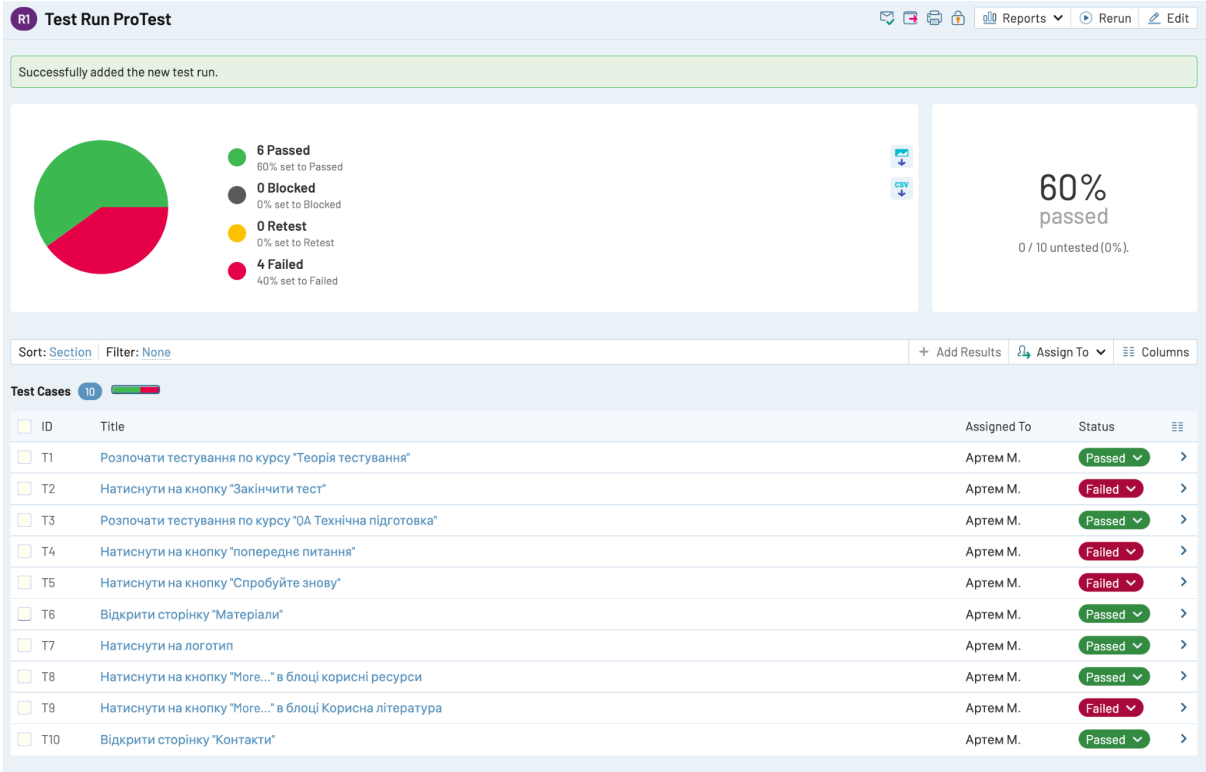 R1 Test Run ProTest Reports Rerun Edit
Successfully added the new test run.
6 Passed
60% set to Passed
0 Blocked
0% set to Blocked
0 Retest
0% set to Retest
4 Failed
40% set to Failed
CSV
60%
passed
0 / 10 untested (0%).
Sort: Section Filter: None + Add Results Assign To Columns
Test Cases 10
ID Title Assigned To Status
T1 Розпочати тестування по курсу "Теорія тестування" Артем М. Passed
T2 Натиснути на кнопку "Закінчити тест" Артем М. Failed
T3 Розпочати тестування по курсу "QA Технічна підготовка" Артем М. Passed
T4 Натиснути на кнопку "попереднє питання" Артем М. Failed
T5 Натиснути на кнопку "Спробуйте знову" Артем М. Failed
T6 Відкрити сторінку "Матеріали" Артем М. Passed
T7 Натиснути на логотип Артем М. Passed
T8 Натиснути на кнопку "More..." в блоці корисні ресурси Артем М. Passed
T9 Натиснути на кнопку "More..." в блоці Корисна література Артем М. Failed
T10 Відкрити сторінку "Контакти" Артем М. Passed